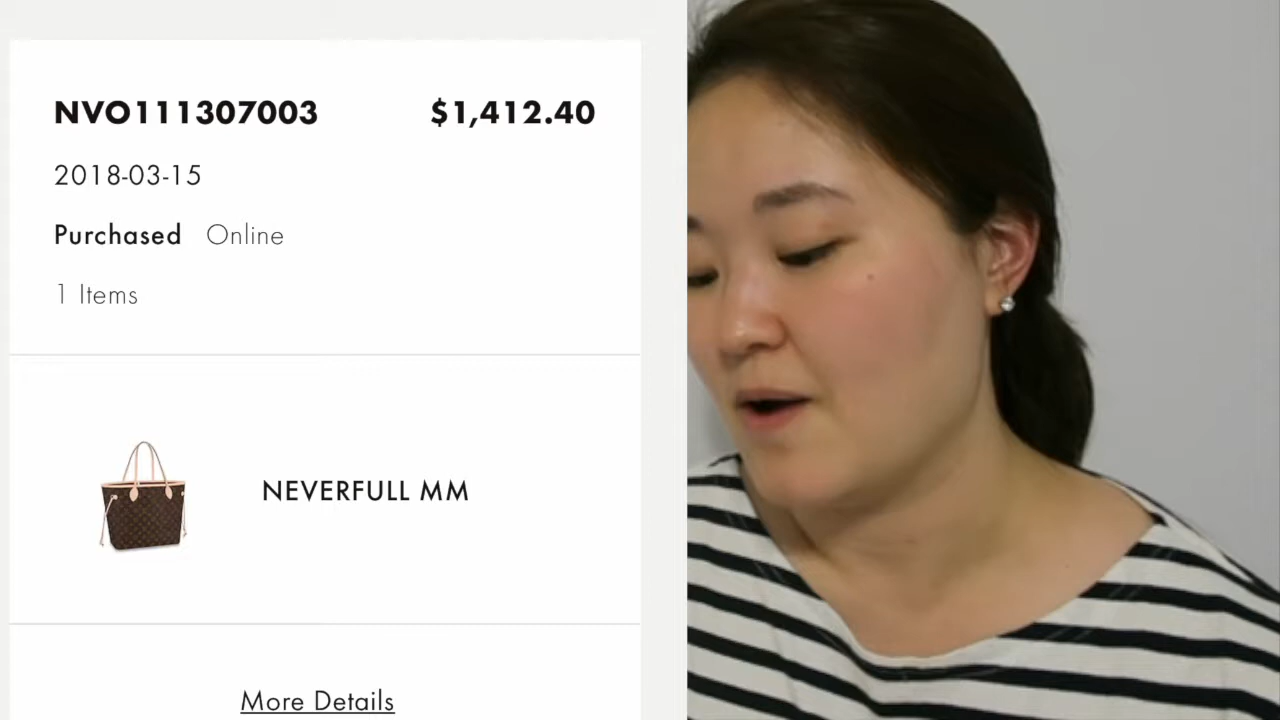 NVO111307003 $1,412.40
2018-03-15
Purchased Online
1 Items
NEVERFULL MM
More Details